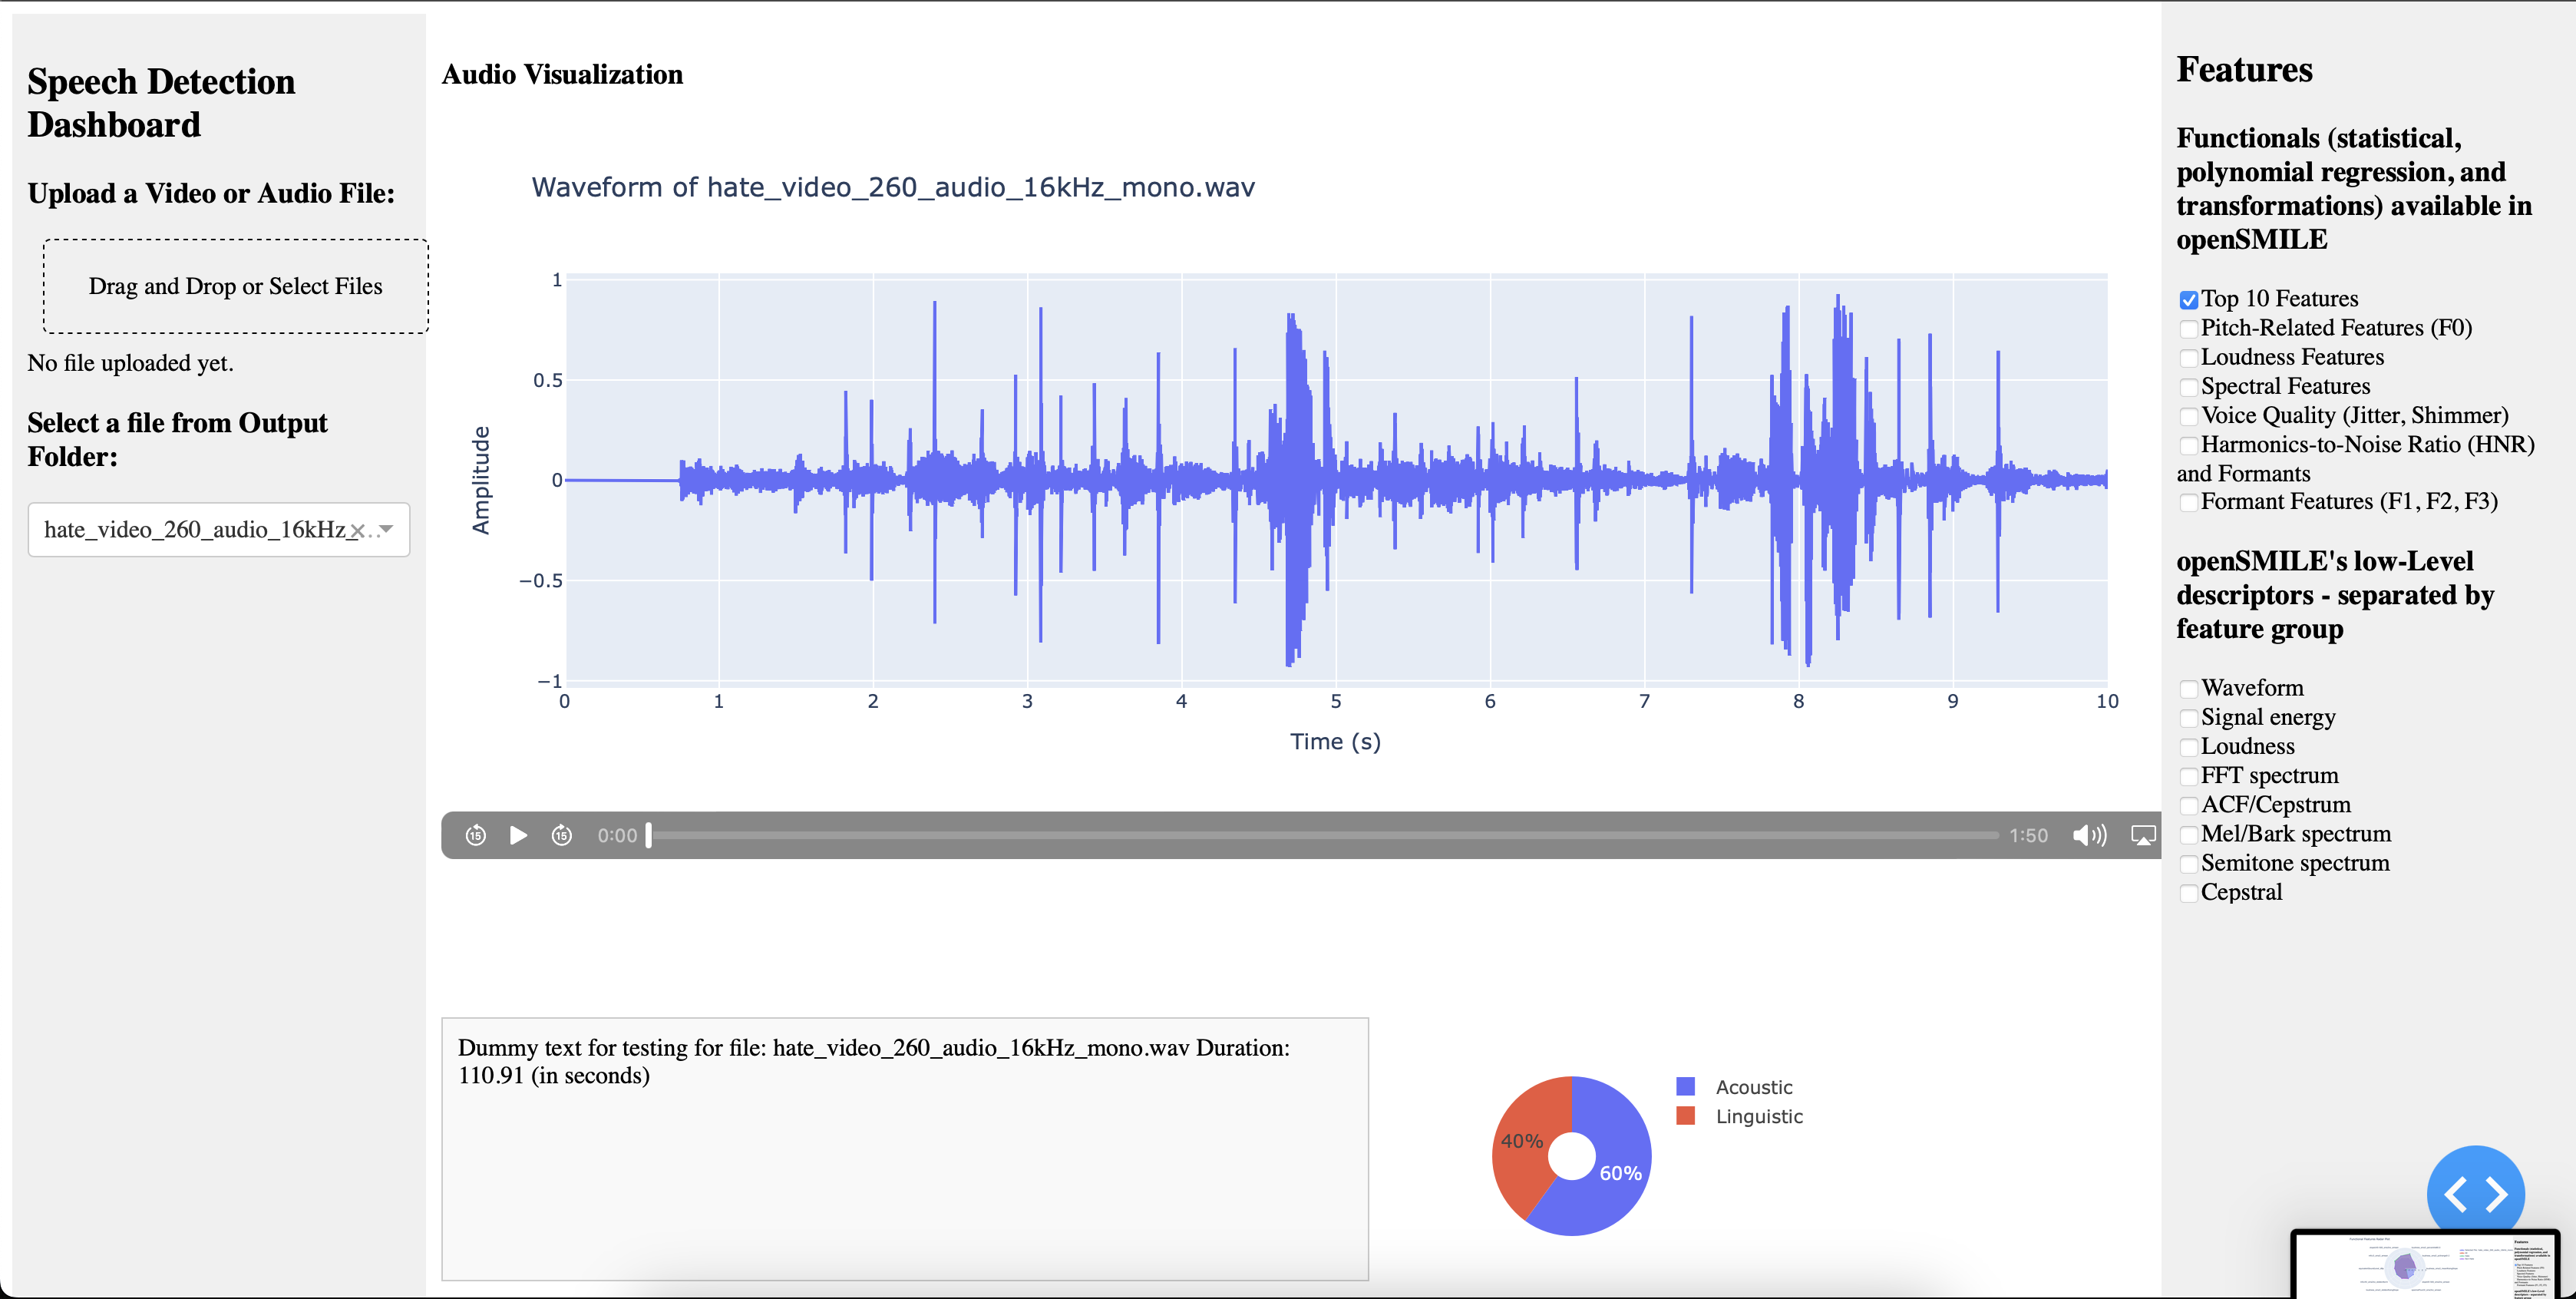 Speech Detection
Dashboard
Upload a Video or Audio File:
Drag and Drop or Select Files
No file uploaded yet.
Select a file from Output
Folder:
hate_video_260_audio_16kHz_×...
Audio Visualization
Waveform of hate_video_260_audio_16kHz_mono.wav
Amplitude
1
0.5
0
−0.5
−1
0 1 2 3 4 5 6 7 8 9 10
Time (s)
15 15 0:00 1:50
Dummy text for testing for file: hate_video_260_audio_16kHz_mono.wav Duration:
110.91 (in seconds)
40%
60%
Acoustic
Linguistic
Features
Functionals (statistical,
polynomial regression, and
transformations) available in
openSMILE
Top 10 Features
Pitch-Related Features (F0)
Loudness Features
Spectral Features
Voice Quality (Jitter, Shimmer)
Harmonics-to-Noise Ratio (HNR)
and Formants
Formant Features (F1, F2, F3)
openSMILE's low-Level
descriptors - separated by
feature group
Waveform
Signal energy
Loudness
FFT spectrum
ACF/Cepstrum
Mel/Bark spectrum
Semitone spectrum
Cepstral